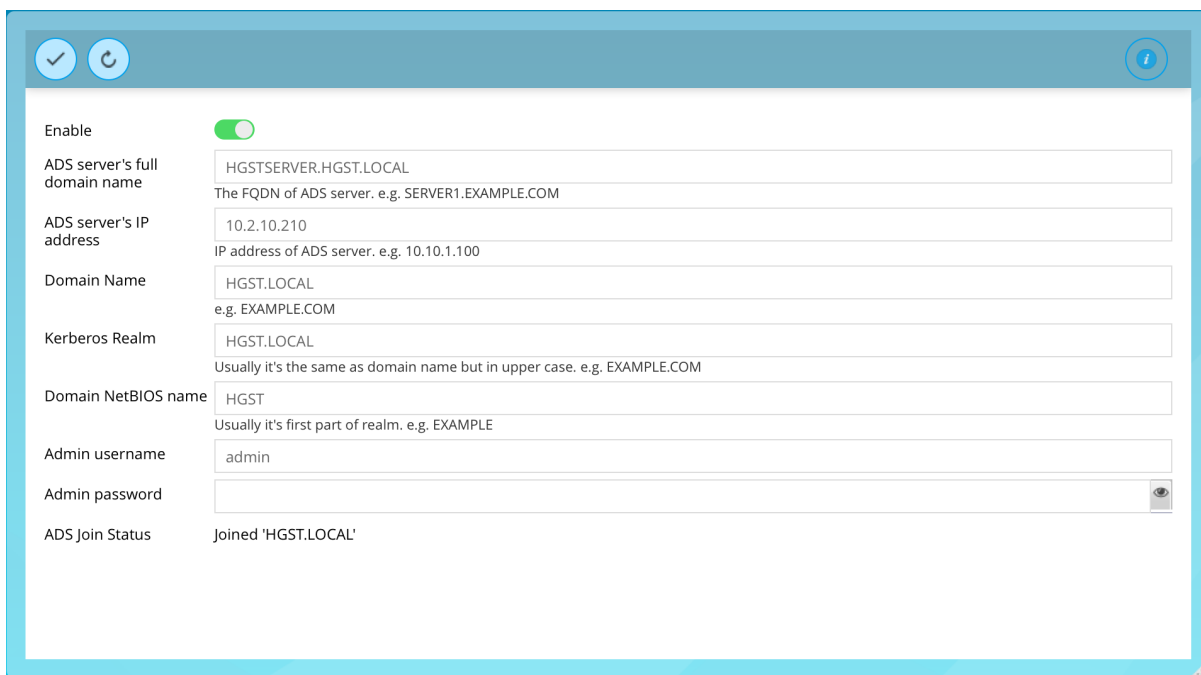 Enable
ADS server's full
domain name
HGSTSERVER.HGST.LOCAL
The FQDN of ADS server. e.g. SERVER1.EXAMPLE.COM
ADS server's IP
address
10.2.10.210
IP address of ADS server. e.g. 10.10.1.100
Domain Name
HGST.LOCAL
e.g. EXAMPLE.COM
Kerberos Realm
HGST.LOCAL
Usually it's the same as domain name but in upper case. e.g. EXAMPLE.COM
Domain NetBIOS name
HGST
Usually it's first part of realm. e.g. EXAMPLE
Admin username
admin
Admin password
ADS Join Status
Joined 'HGST.LOCAL'